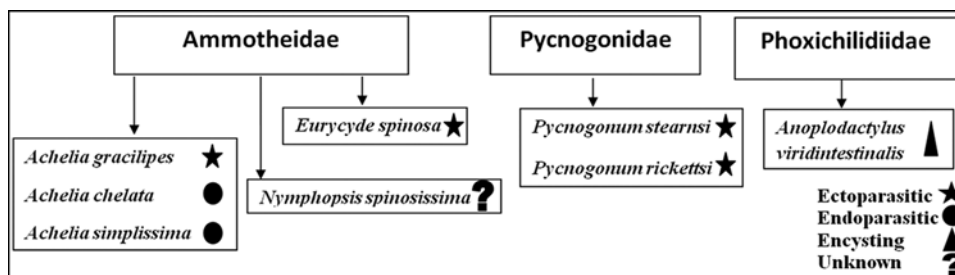 Ammotheidae
Pycnogonidae
Phoxichilidiidae
Eurycyde spinosa
Achelia gracilipes
Achelia chelata
Achelia simplissima
Nymphopsis spinosissima ?
Pycnogonum stearnsi
Pycnogonum rickettsi
Anoplodactylus
viridintestinalis
Ectoparasitic
Endoparasitic
Encysting
Unknown ?